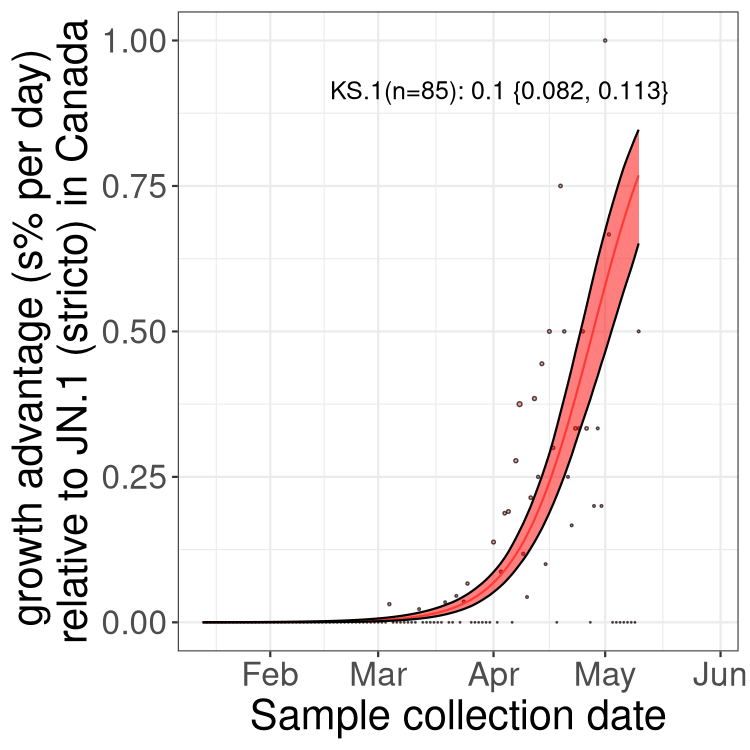 growth advantage (s% per day)
relative to JN.1 (stricto) in Canada
1.00
0.75
0.50
0.25
0.00
KS.1(n=85): 0.1 {0.082, 0.113}
Feb Mar Apr May Jun
Sample collection date